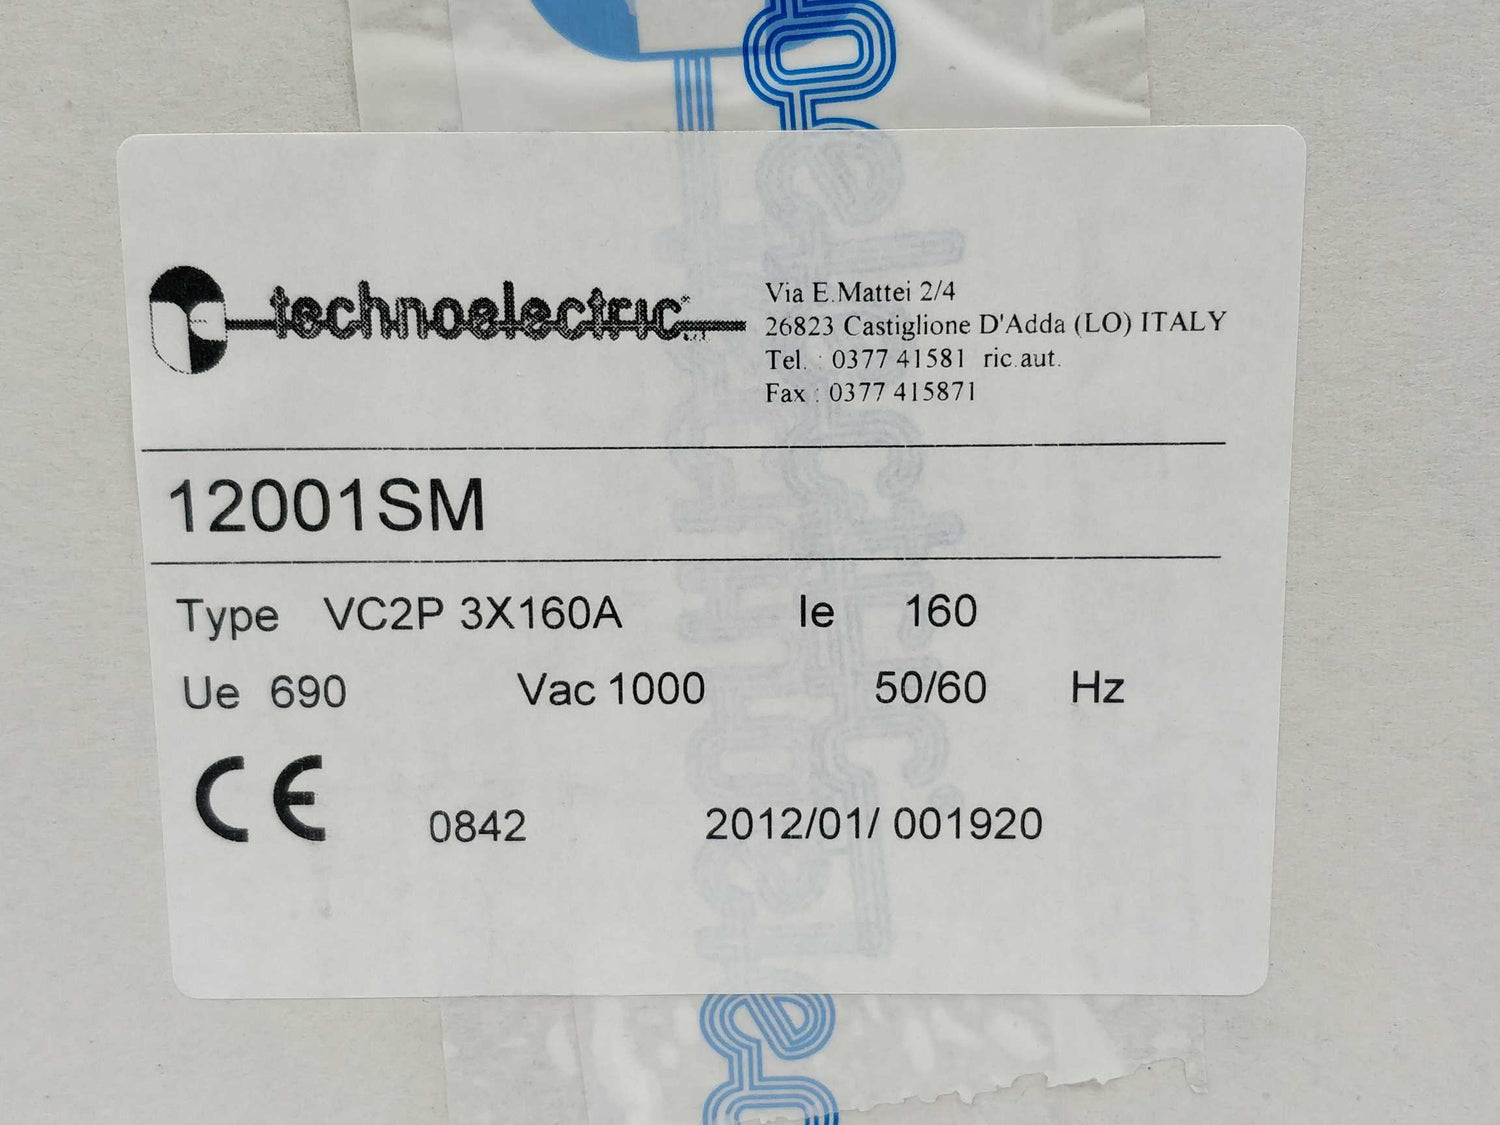 technoelectric
Via E.Mattei 2/4
26823 Castiglione D'Adda (LO) ITALY
Tel. : 0377 41581 ric.aut.
Fax : 0377 415871
12001SM
Type VC2P 3X160A Ie 160
Ue 690 Vac 1000 50/60 Hz
CE 0842 2012/01/ 001920